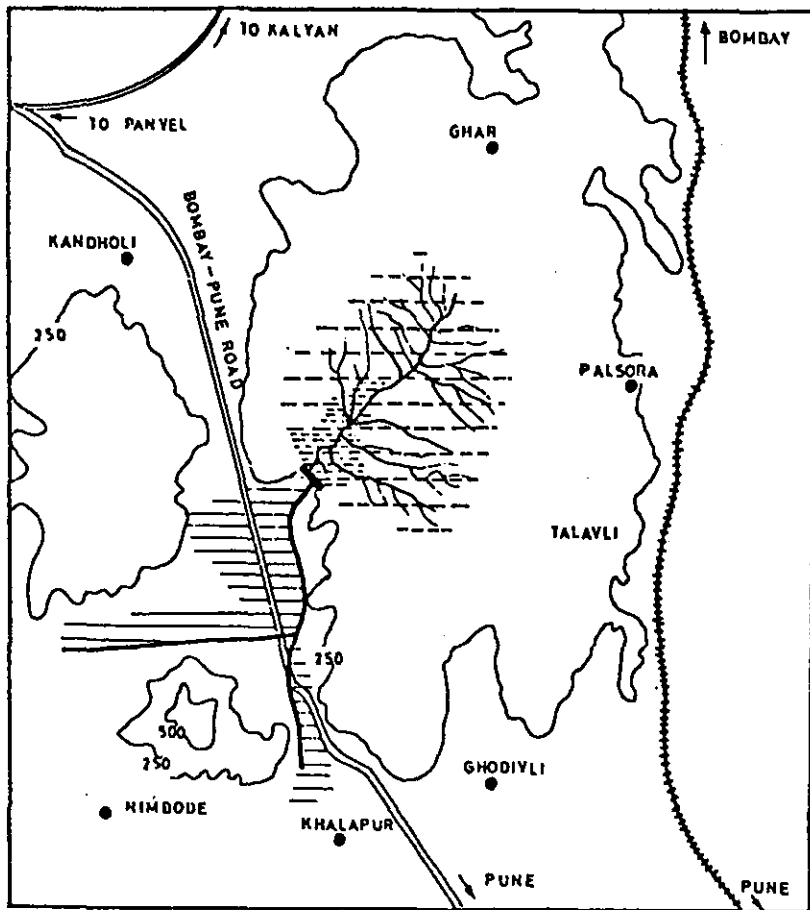 TO KALYAN
BOMBAY
TO PANVEL
GHAR
BOMBAY-PUNE ROAD
KANDHOLI
250
PALSORA
TALAVLI
250
500
250
GHODIVLI
NIMBODE
KHALAPUR
PUNE
PUNE